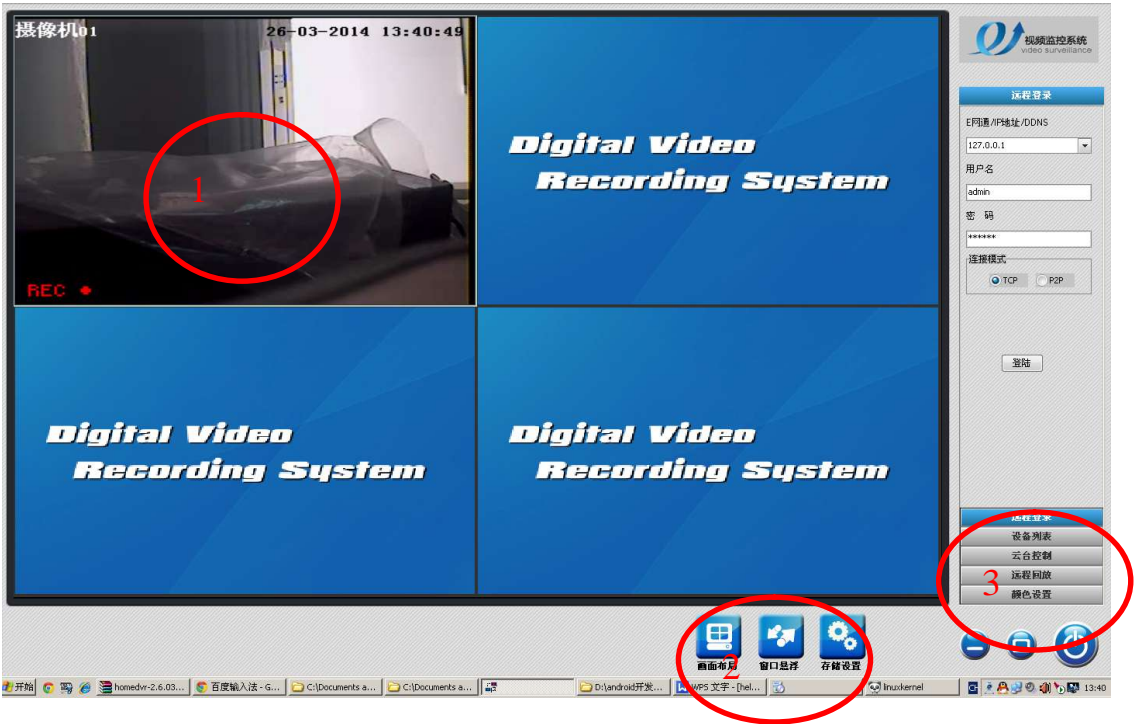 摄像机01
26-03-2014 13:40:49
1
REC
Digital Video
Recording System
Digital Video
Recording System
Digital Video
Recording System
视频监控系统
video surveillance
远程登录
E网通/IP地址/DDNS
127.0.0.1
用户名
admin
密 码
******
连接模式
TCP P2P
登陆
远程登录
设备列表
云台控制
远程回放
颜色设置
3
画面布局 窗口悬浮 存储设置
2
开始 homedvr-2.6.03... 百度输入法 - G... C:\Documents a... C:\Documents a... D:\android开发... WPS 文字 - [hel... linuxkernel 13:40